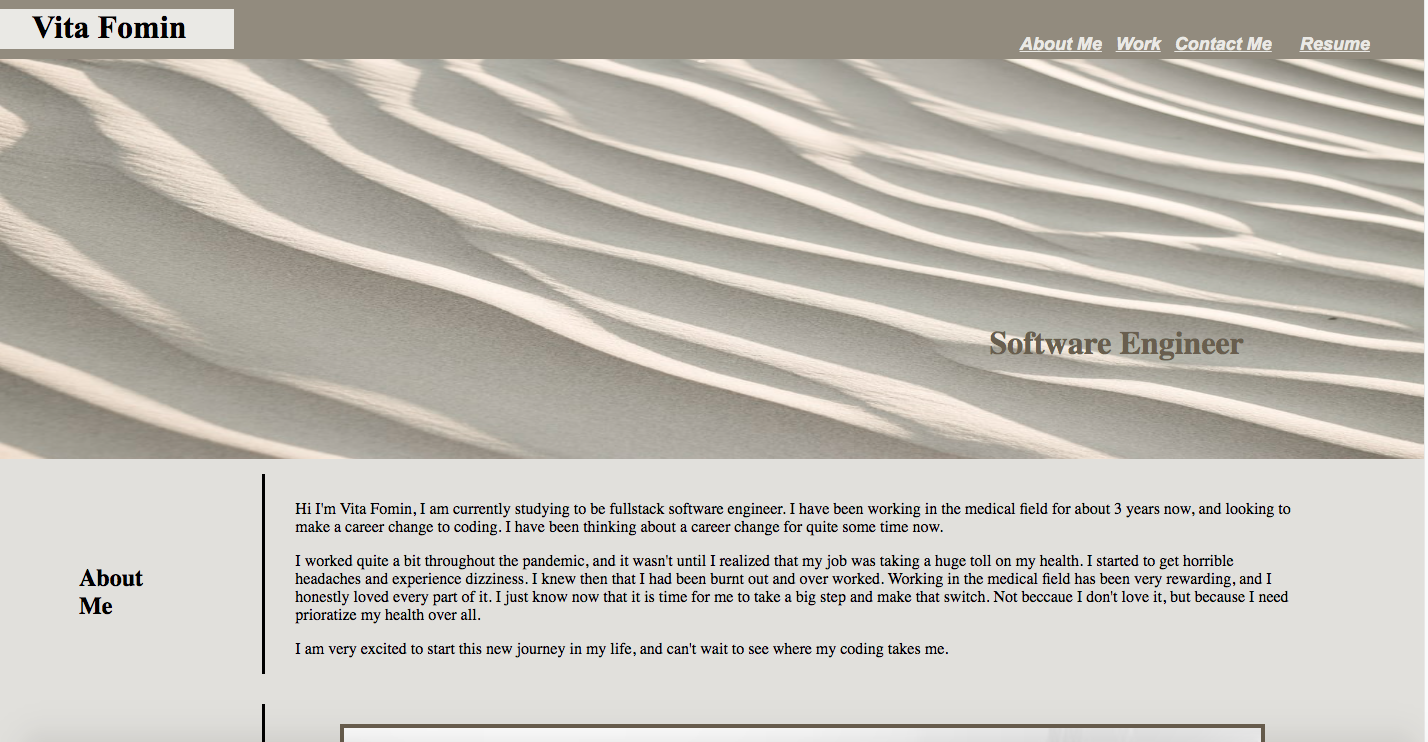 Vita Fomin
About Me Work Contact Me Resume
Software Engineer
About
Me
Hi I'm Vita Fomin, I am currently studying to be fullstack software engineer. I have been working in the medical field for about 3 years now, and looking to
make a career change to coding. I have been thinking about a career change for quite some time now.
I worked quite a bit throughout the pandemic, and it wasn't until I realized that my job was taking a huge toll on my health. I started to get horrible
headaches and experience dizziness. I knew then that I had been burnt out and over worked. Working in the medical field has been very rewarding, and I
honestly loved every part of it. I just know now that it is time for me to take a big step and make that switch. Not beccaue I don't love it, but because I need
prioratize my health over all.
I am very excited to start this new journey in my life, and can't wait to see where my coding takes me.